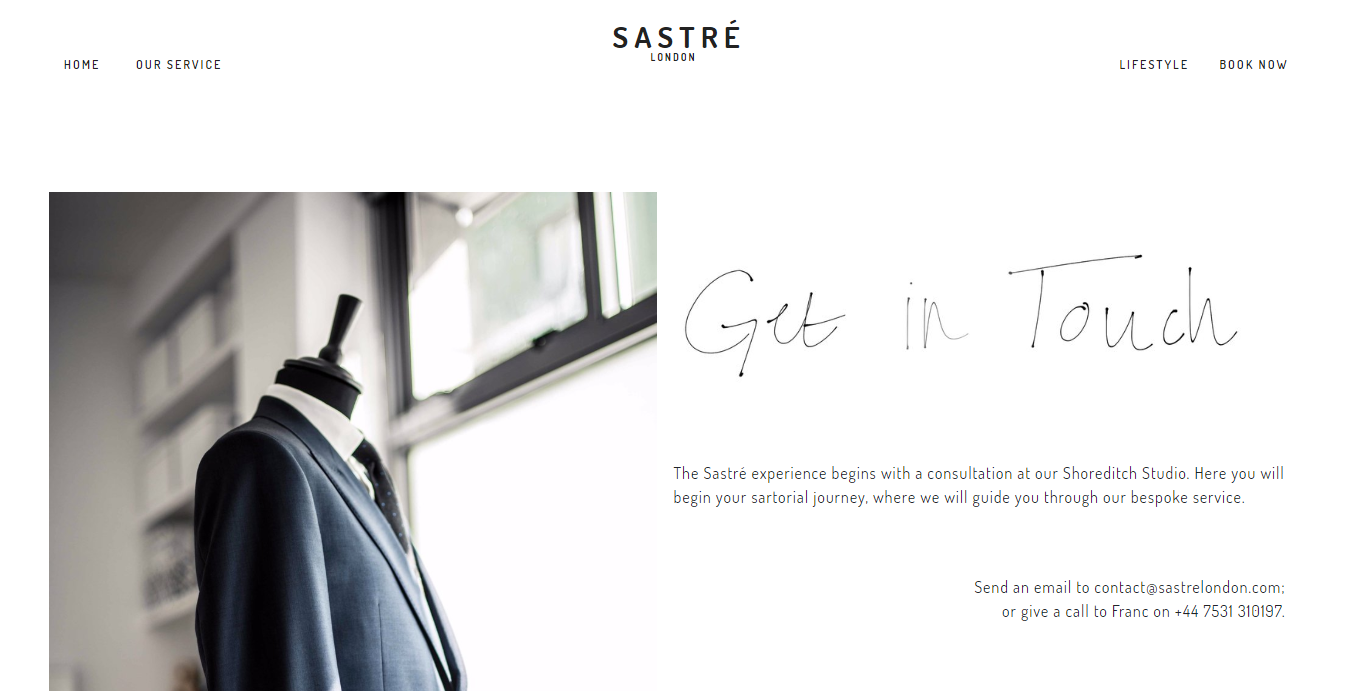 SASTRÉ
LONDON
HOME
OUR SERVICE
LIFESTYLE
BOOK NOW
Get in Touch
The Sastré experience begins with a consultation at our Shoreditch Studio. Here you will
begin your sartorial journey, where we will guide you through our bespoke service.
Send an email to contact@sastrelondon.com;
or give a call to Franc on +44 7531 310197.